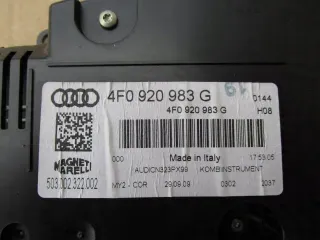 4F0 920 983 G
4F0 920 983 G
0144
H08
MAGNETI
MARELLI
503.002.322.002
000
Made in Italy
17:53:05
KOMBIINSTRUMENT
MY2 - COR
29.09.09
0302
2037